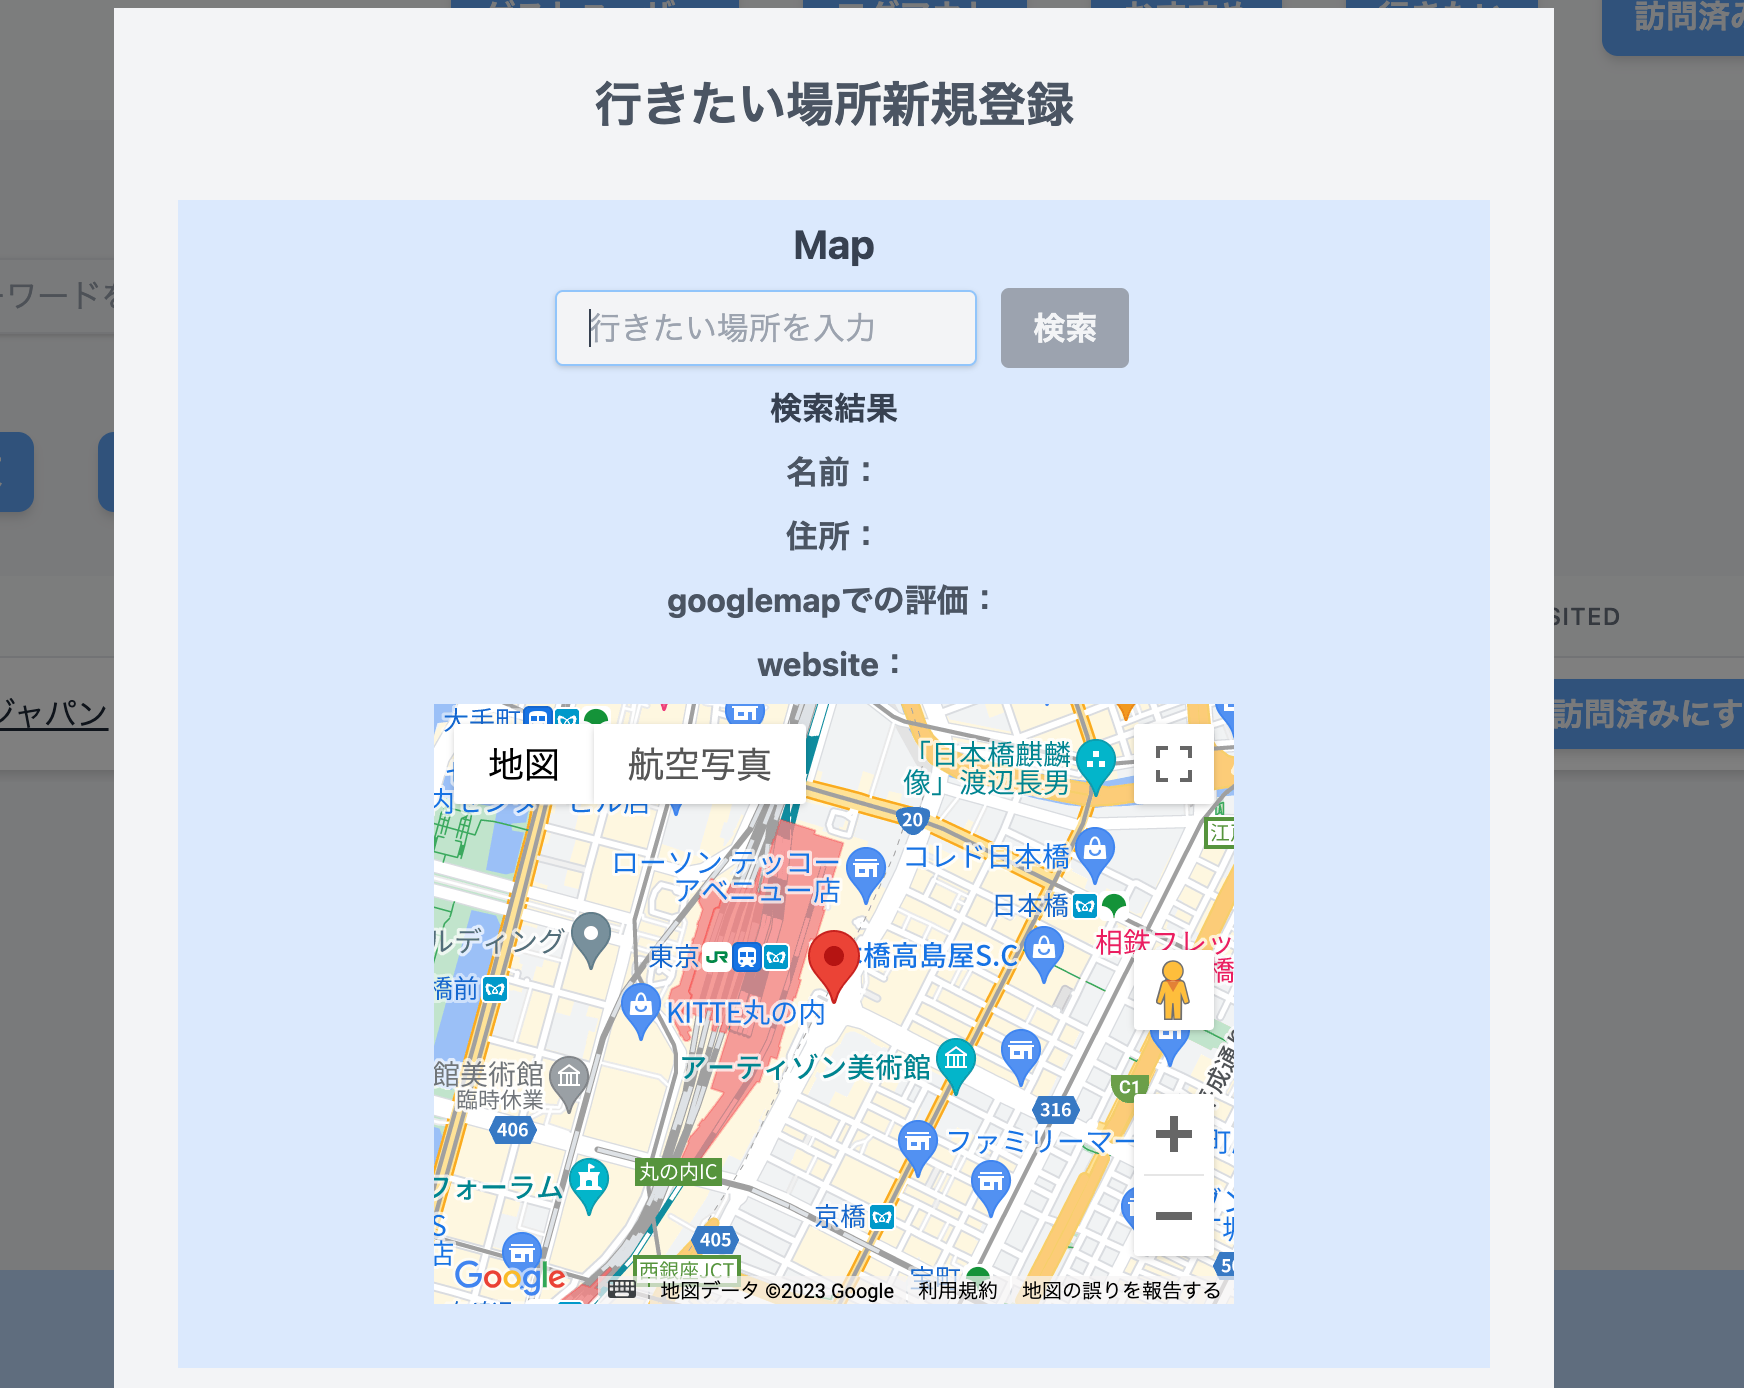 訪問済み
行きたい場所新規登録
Map
行きたい場所を入力
検索
ーワードを
検索結果
名前：
住所：
googlemapでの評価：
SITED
website：
ジャパン
訪問済みにす
大手町
地図
航空写真
「日本橋麒麟
像」渡辺長男
20
ローソン テッコー
アベニュー店
コレド日本橋
日本橋
ルディング
相鉄フレッ
東京
JR
橋高島屋S.C
橋
橋前
KITTE丸の内
アーティゾン美術館
館美術館
臨時休業
C1
316
406
ファミリーマー
町
丸の内IC
フォーラム
京橋
S
店
405
西銀座JCT
宝町
Google
地図データ ©2023 Google
利用規約
地図の誤りを報告する